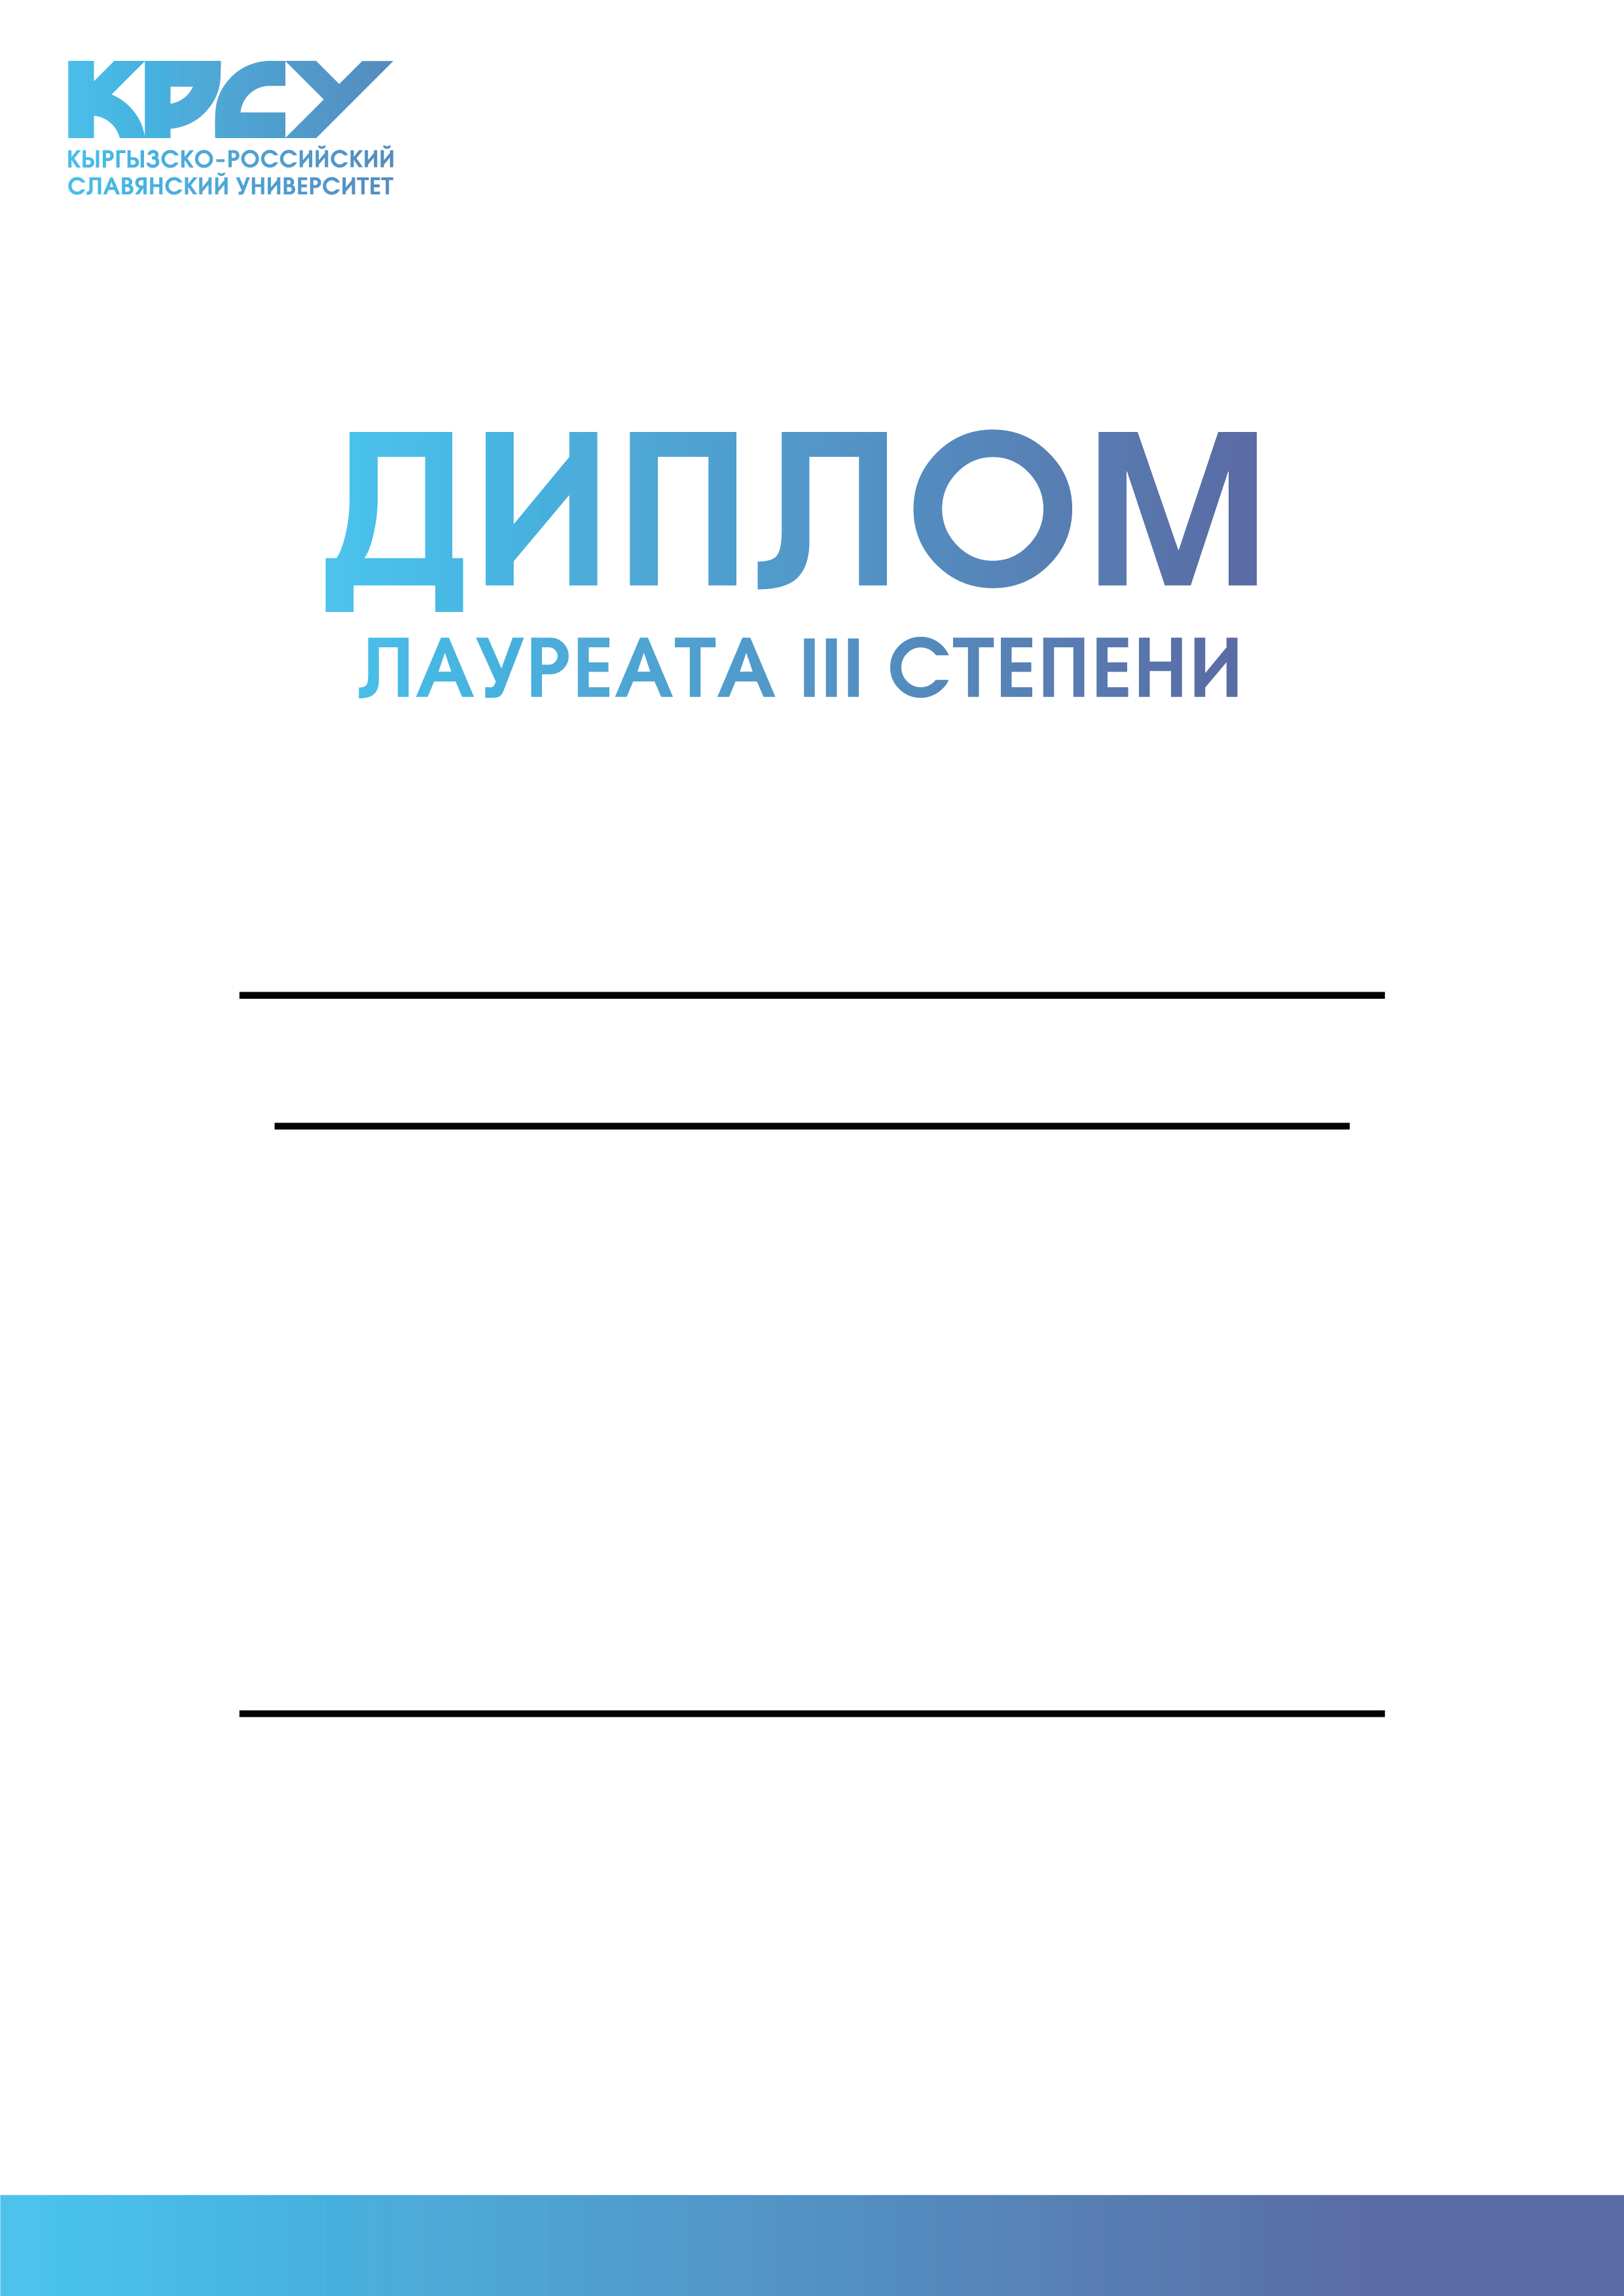 КРСУ
КЫРГЫЗСКО-РОССИЙСКИЙ
СЛАВЯНСКИЙ УНИВЕРСИТЕТ
ДИПЛОМ
ЛАУРЕАТА III СТЕПЕНИ